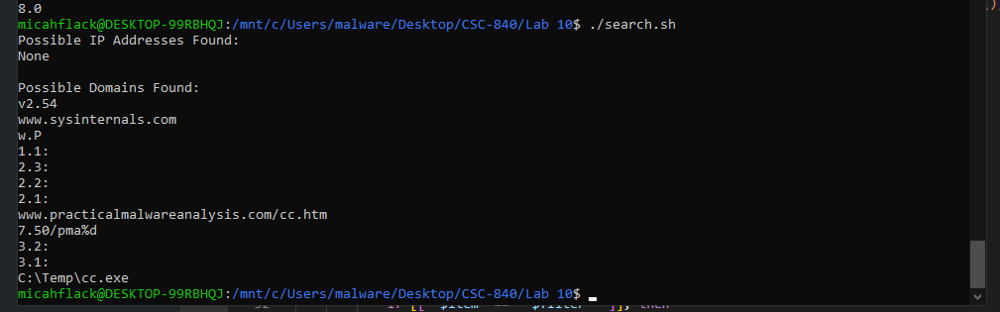 8.0
micahflack@DESKTOP-99RBHQJ:/mnt/c/Users/malware/Desktop/CSC-840/Lab 10$ ./search.sh
Possible IP Addresses Found:
None
Possible Domains Found:
v2.54
www.sysinternals.com
w.P
1.1:
2.3:
2.2:
2.1:
www.practicalmalwareanalysis.com/cc.htm
7.50/pma%d
3.2:
3.1:
C:\Temp\cc.exe
micahflack@DESKTOP-99RBHQJ:/mnt/c/Users/malware/Desktop/CSC-840/Lab 10$